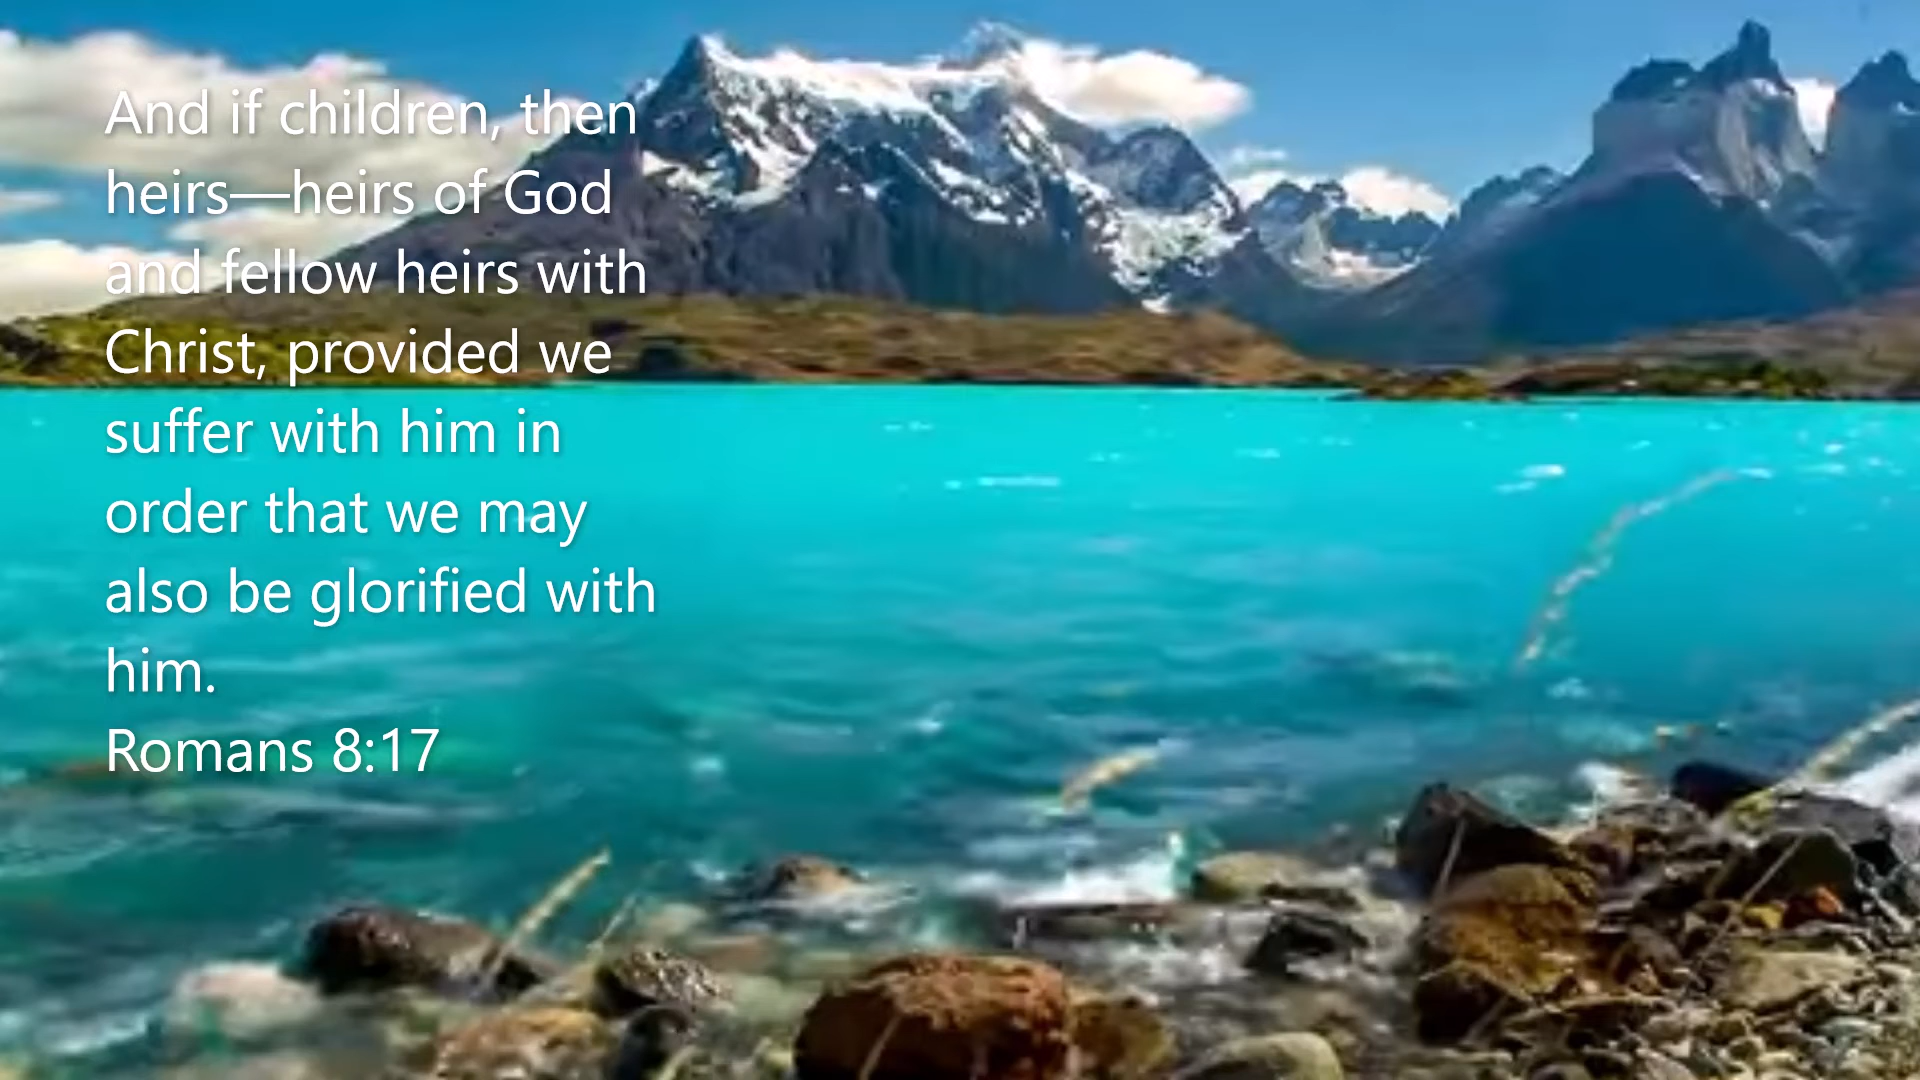 And if children, then
heirs—heirs of God
and fellow heirs with
Christ, provided we
suffer with him in
order that we may
also be glorified with
him.
Romans 8:17